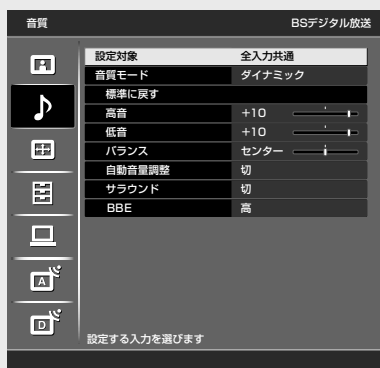 音質 BSデジタル放送
設定対象 全入力共通
音質モード ダイナミック
標準に戻す
高音 +10
低音 +10
バランス センター
自動音量調整 切
サラウンド 切
BBE 高
A
D
設定する入力を選びます